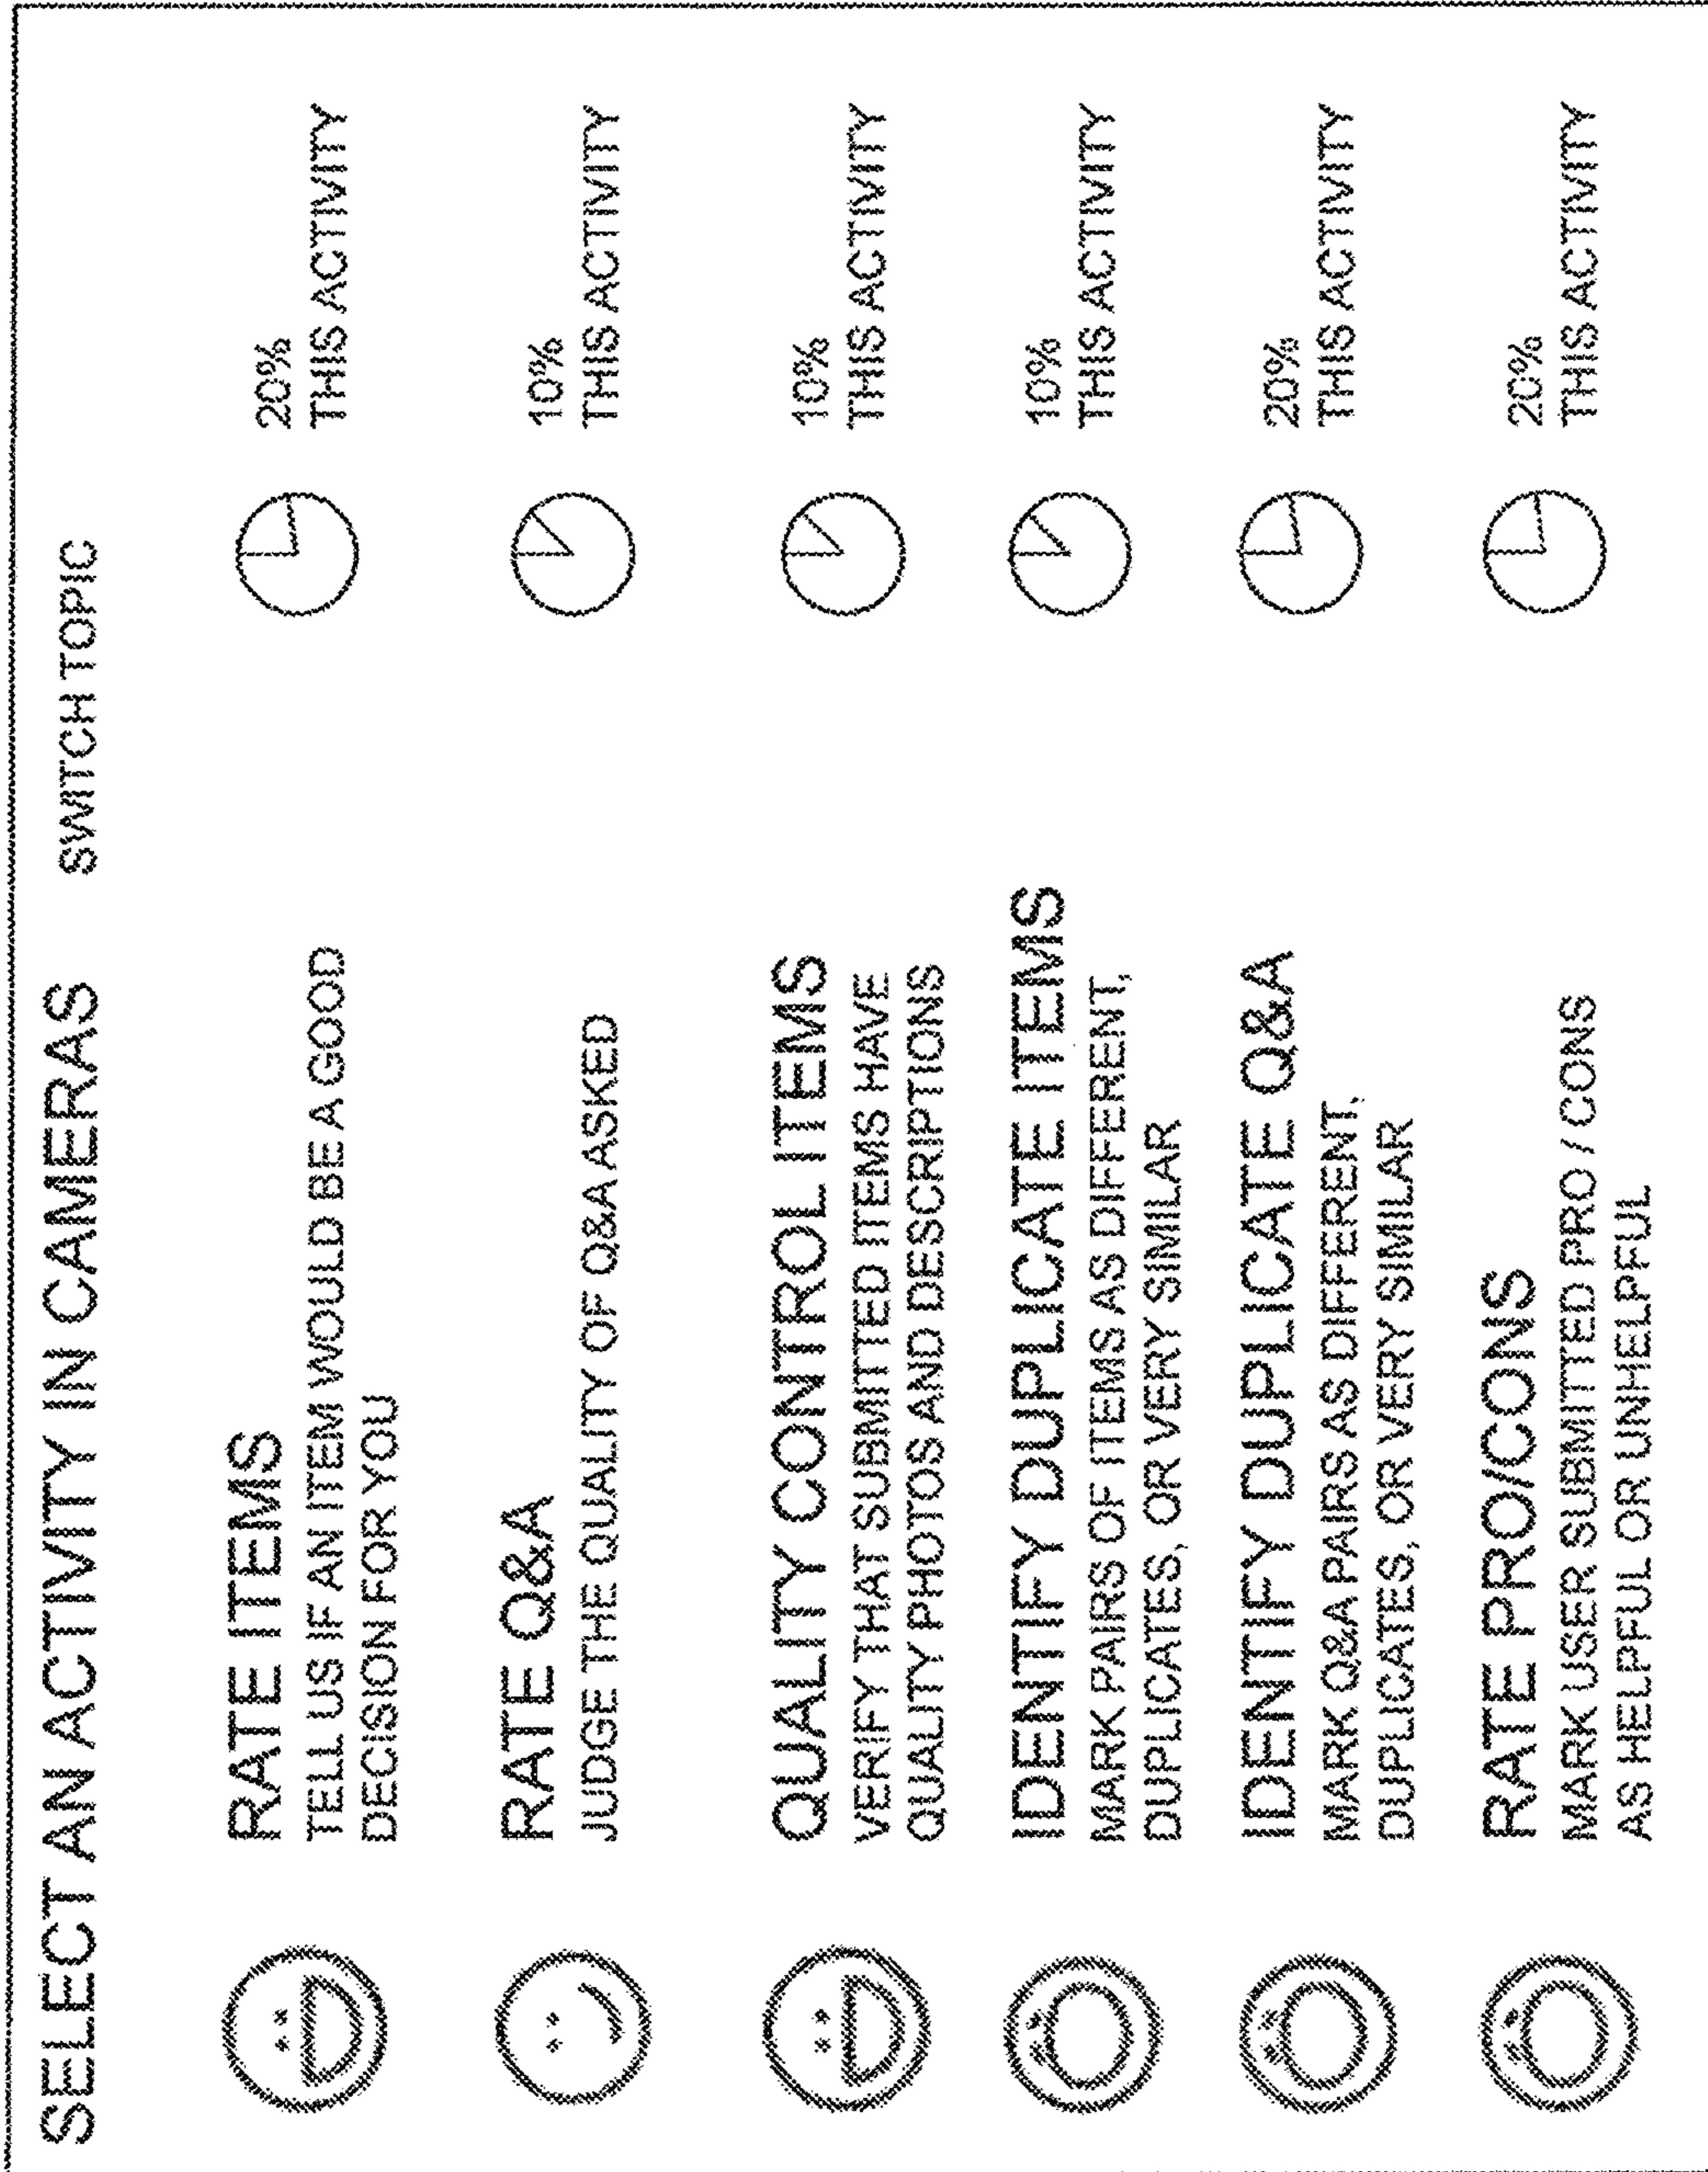 SELECT AN ACTIVITY IN CAMERAS SWITCH TOPIC
RATE ITEMS
TELL US IF AN ITEM WOULD BE A GOOD
DECISION FOR YOU
20%
THIS ACTIVITY
RATE Q&A
JUDGE THE QUALITY OF Q&A ASKED
10%
THIS ACTIVITY
QUALITY CONTROL ITEMS
VERIFY THAT SUBMITTED ITEMS HAVE
QUALITY PHOTOS AND DESCRIPTIONS
10%
THIS ACTIVITY
IDENTIFY DUPLICATE ITEMS
MARK PAIRS OF ITEMS AS DIFFERENT,
DUPLICATES, OR VERY SIMILAR
10%
THIS ACTIVITY
IDENTIFY DUPLICATE Q&A
MARK Q&A PAIRS AS DIFFERENT,
DUPLICATES, OR VERY SIMILAR
20%
THIS ACTIVITY
RATE PRO/CONS
MARK USER SUBMITTED PRO / CONS
AS HELPFUL OR UNHELPFUL
20%
THIS ACTIVITY